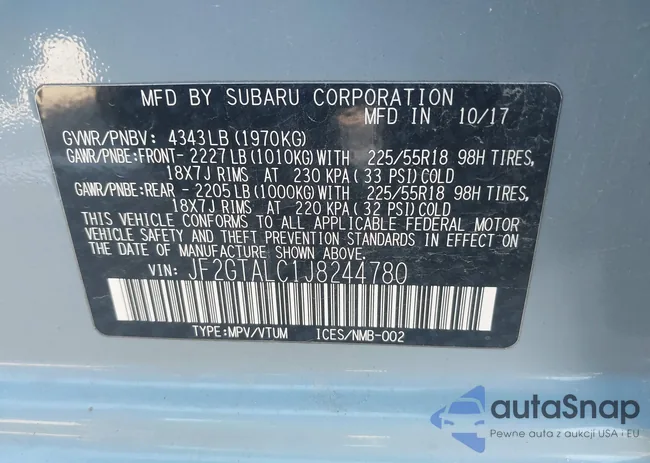 MFD BY SUBARU CORPORATION
MFD IN 10/17
GVWR/PNBV: 4343LB(1970KG)
GAWR/PNBE:FRONT-2227LB(1010KG)WITH 225/55R18 98H TIRES,
18X7J RIMS AT 230 KPA(33 PSI)COLD
GAWR/PNBE:REAR -2205LB(1000KG)WITH 225/55R18 98H TIRES,
18X7J RIMS AT 220 KPA(32 PSI)COLD
THIS VEHICLE CONFORMS TO ALL APPLICABLE FEDERAL MOTOR
VEHICLE SAFETY AND THEFT PREVENTION STANDARDS IN EFFECT ON
THE DATE OF MANUFACTURE SHOWN ABOVE.
VIN: JF2GTALC1J8244780
TYPE:MPV/VTUM ICES/NMB-002
autaSnap
Pewne auta z aukcji USA i EU